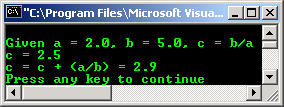 "C:\Program Files\Microsoft Visua...
Given a = 2.0, b = 5.0, c = b/a
c = 2.5
c = c + (a/b) = 2.9
Press any key to continue